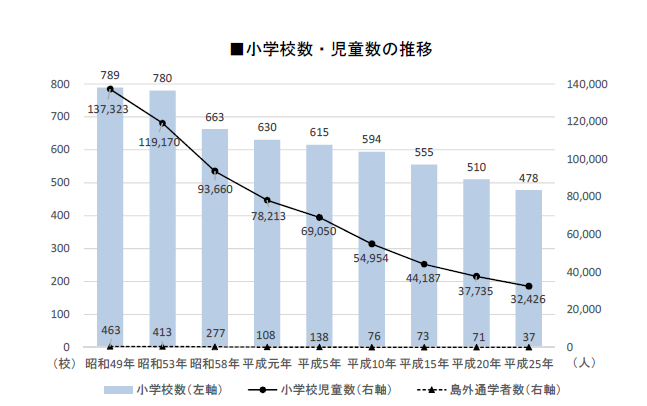 ■小学校数・児童数の推移
789 780 663 630 615 594 555 510 478
137,323 119,170 93,660 78,213 69,050 54,954 44,187 37,735 32,426
463 413 277 108 138 76 73 71 37
800 140,000
700 120,000
600 100,000
500 80,000
400 60,000
300 40,000
200 20,000
100 0
0
（校） 昭和49年 昭和53年 昭和58年 平成元年 平成5年 平成10年 平成15年 平成20年 平成25年 （人）
小学校数（左軸） 小学校児童数（右軸） 島外通学者数（右軸）